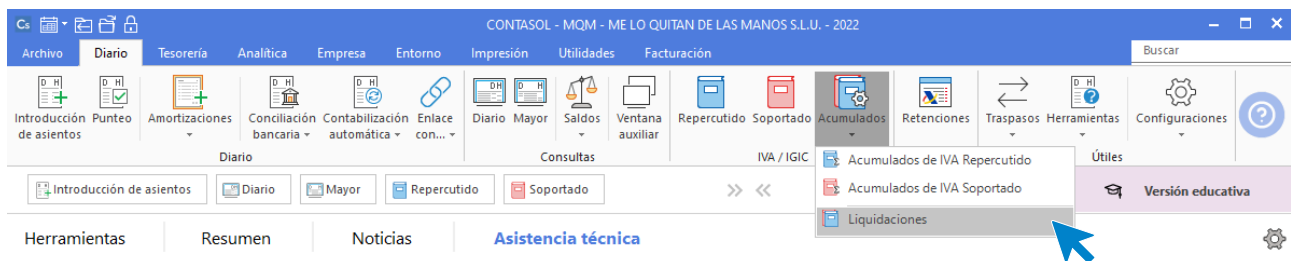 Cs
CONTASOL - MQM - ME LO QUITAN DE LAS MANOS S.L.U. - 2022
Archivo Diario Tesorería Analítica Empresa Entorno Impresión Utilidades Facturación Buscar
D H D H D H D H DH D H D H
Introducción Punteo Amortizaciones Conciliación Contabilización Enlace Diario Mayor Saldos Ventana Repercutido Soportado Acumulados Retenciones Traspasos Herramientas Configuraciones
de asientos bancaria automática con... auxiliar
Diario Consultas IVA / IGIC Útiles
Acumulados de IVA Repercutido
Introducción de asientos Diario Mayor Repercutido Soportado Acumulados de IVA Soportado Versión educativa
Liquidaciones
Herramientas Resumen Noticias Asistencia técnica